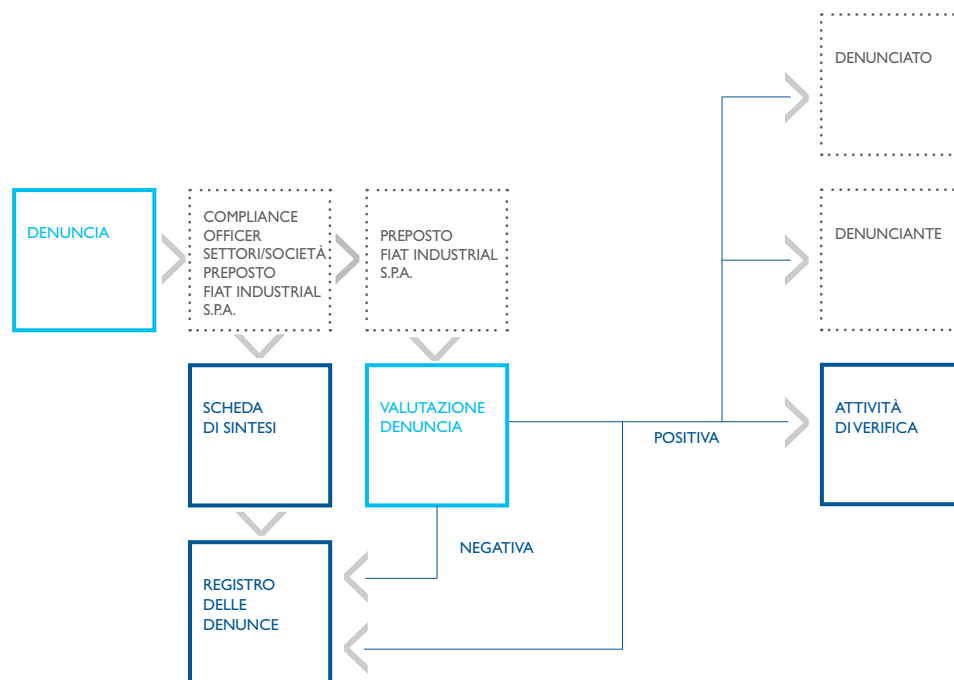 DENUNCIATO
DENUNCIA
COMPLIANCE
OFFICER
SETTORI/SOCIETÀ
PREPOSTO
FIAT INDUSTRIAL
S.P.A.
PREPOSTO
FIAT INDUSTRIAL
S.P.A.
DENUNCIANTE
SCHEDA
DI SINTESI
VALUTAZIONE
DENUNCIA
POSITIVA
ATTIVITÀ
DI VERIFICA
NEGATIVA
REGISTRO
DELLE
DENUNCE